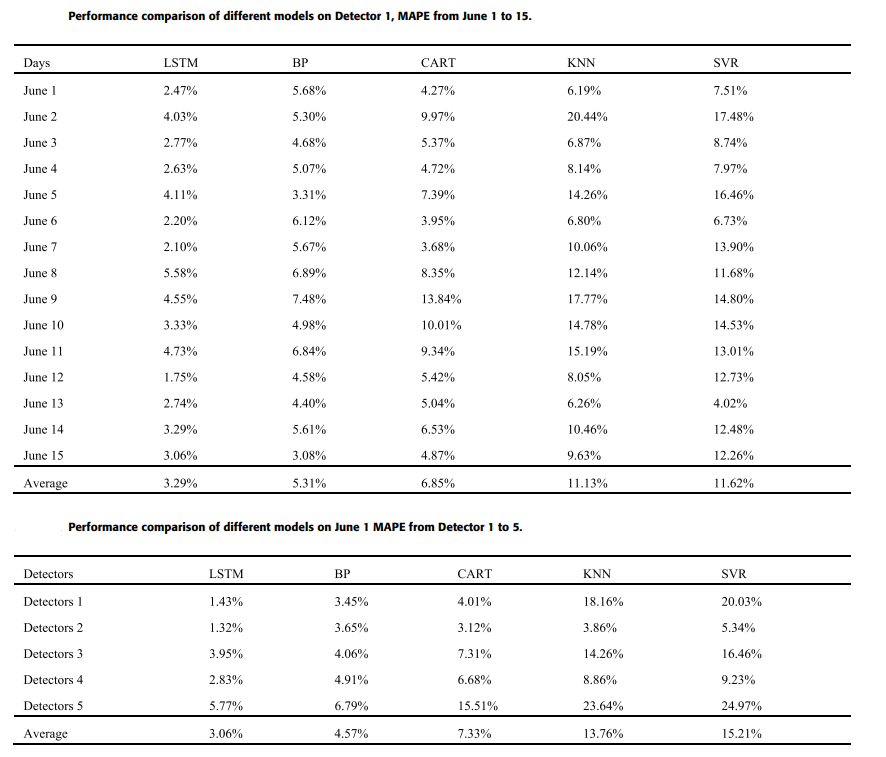 Performance comparison of different models on Detector 1, MAPE from June 1 to 15.
Days LSTM BP CART KNN SVR
June 1 2.47% 5.68% 4.27% 6.19% 7.51%
June 2 4.03% 5.30% 9.97% 20.44% 17.48%
June 3 2.77% 4.68% 5.37% 6.87% 8.74%
June 4 2.63% 5.07% 4.72% 8.14% 7.97%
June 5 4.11% 3.31% 7.39% 14.26% 16.46%
June 6 2.20% 6.12% 3.95% 6.80% 6.73%
June 7 2.10% 5.67% 3.68% 10.06% 13.90%
June 8 5.58% 6.89% 8.35% 12.14% 11.68%
June 9 4.55% 7.48% 13.84% 17.77% 14.80%
June 10 3.33% 4.98% 10.01% 14.78% 14.53%
June 11 4.73% 6.84% 9.34% 15.19% 13.01%
June 12 1.75% 4.58% 5.42% 8.05% 12.73%
June 13 2.74% 4.40% 5.04% 6.26% 4.02%
June 14 3.29% 5.61% 6.53% 10.46% 12.48%
June 15 3.06% 3.08% 4.87% 9.63% 12.26%
Average 3.29% 5.31% 6.85% 11.13% 11.62%
Performance comparison of different models on June 1 MAPE from Detector 1 to 5.
Detectors LSTM BP CART KNN SVR
Detectors 1 1.43% 3.45% 4.01% 18.16% 20.03%
Detectors 2 1.32% 3.65% 3.12% 3.86% 5.34%
Detectors 3 3.95% 4.06% 7.31% 14.26% 16.46%
Detectors 4 2.83% 4.91% 6.68% 8.86% 9.23%
Detectors 5 5.77% 6.79% 15.51% 23.64% 24.97%
Average 3.06% 4.57% 7.33% 13.76% 15.21%